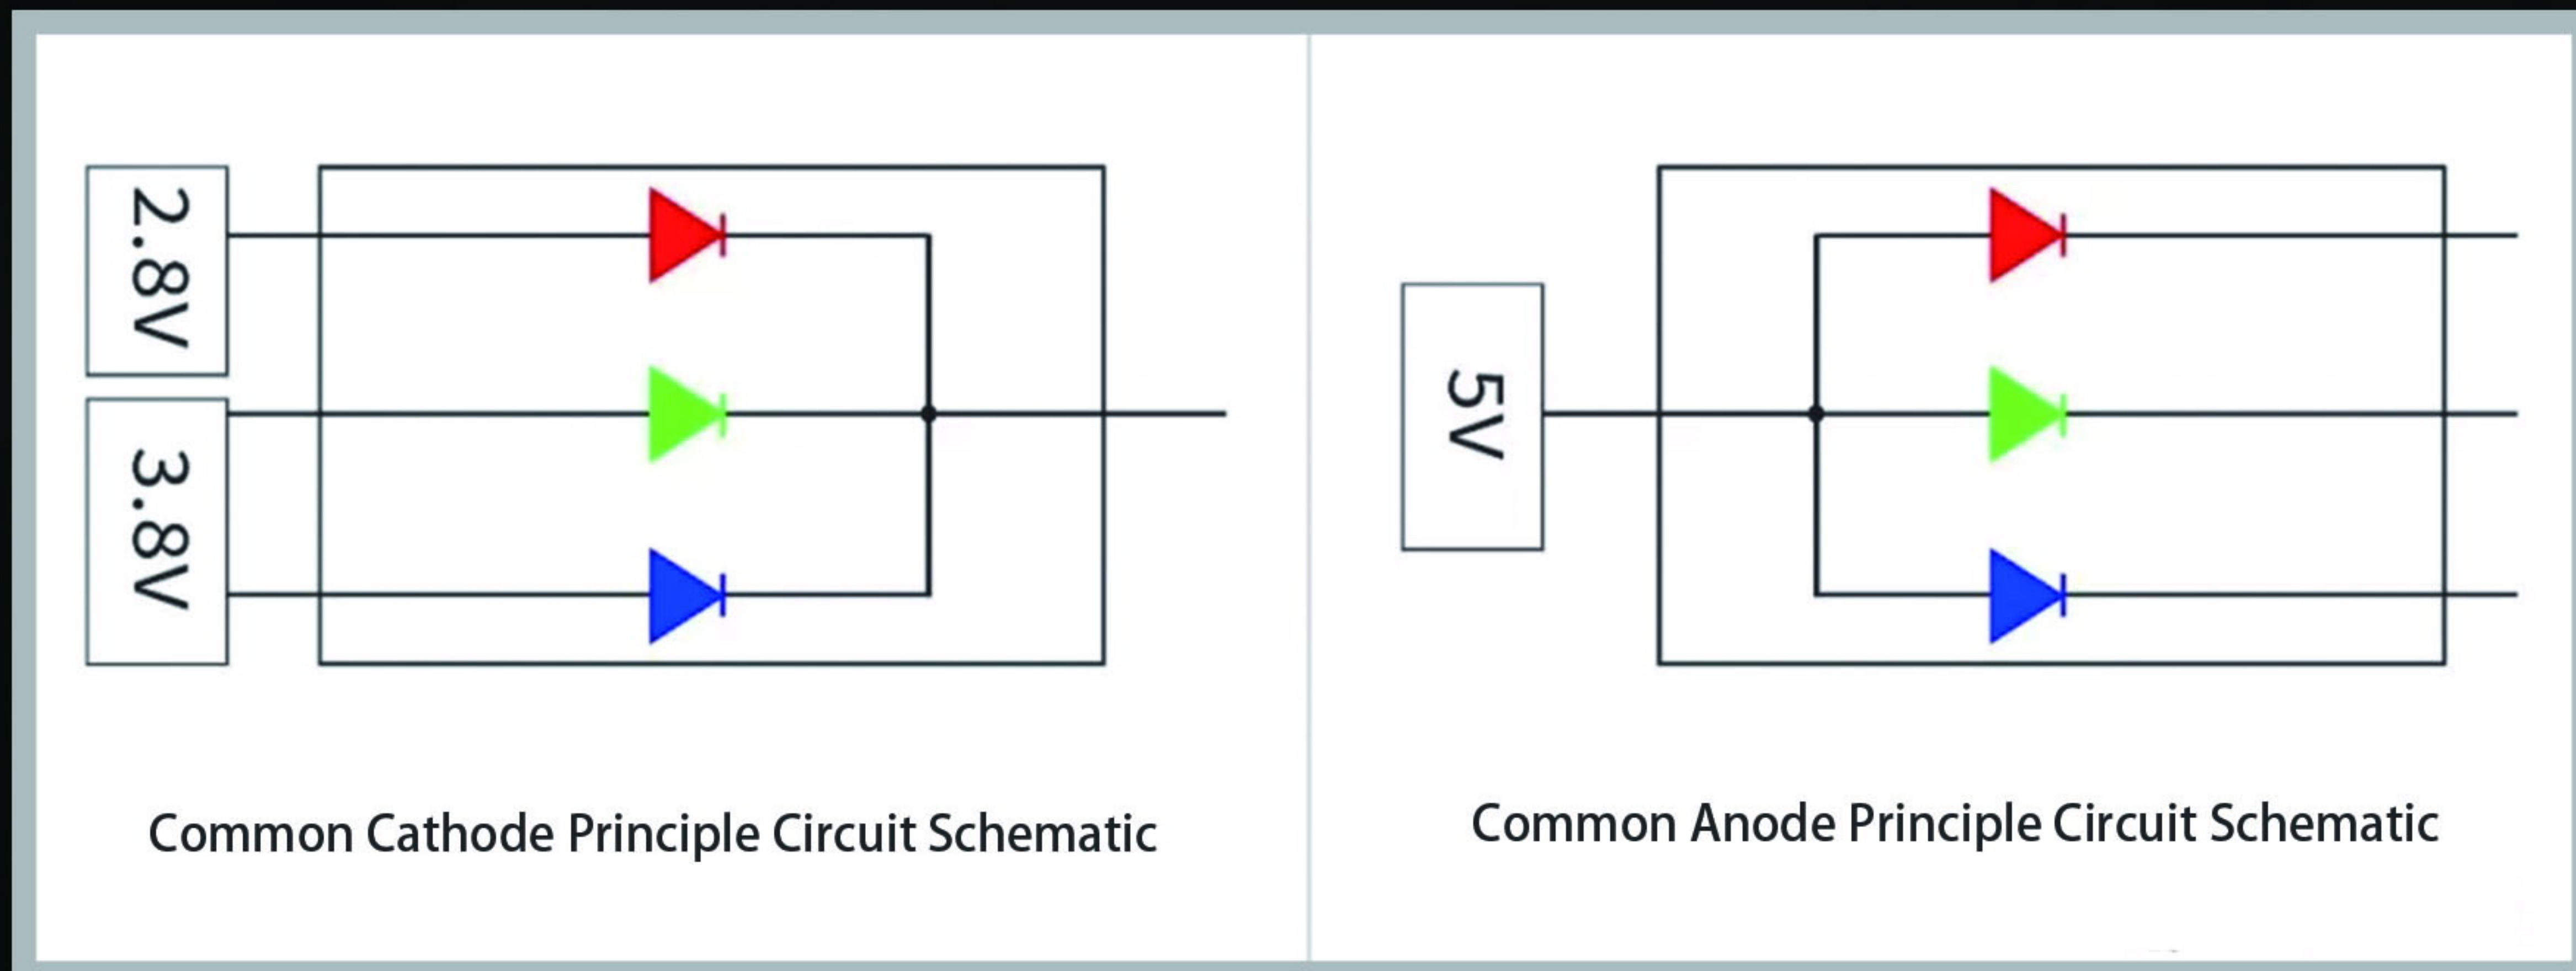 2.8V
3.8V
Common Cathode Principle Circuit Schematic
5V
Common Anode Principle Circuit Schematic